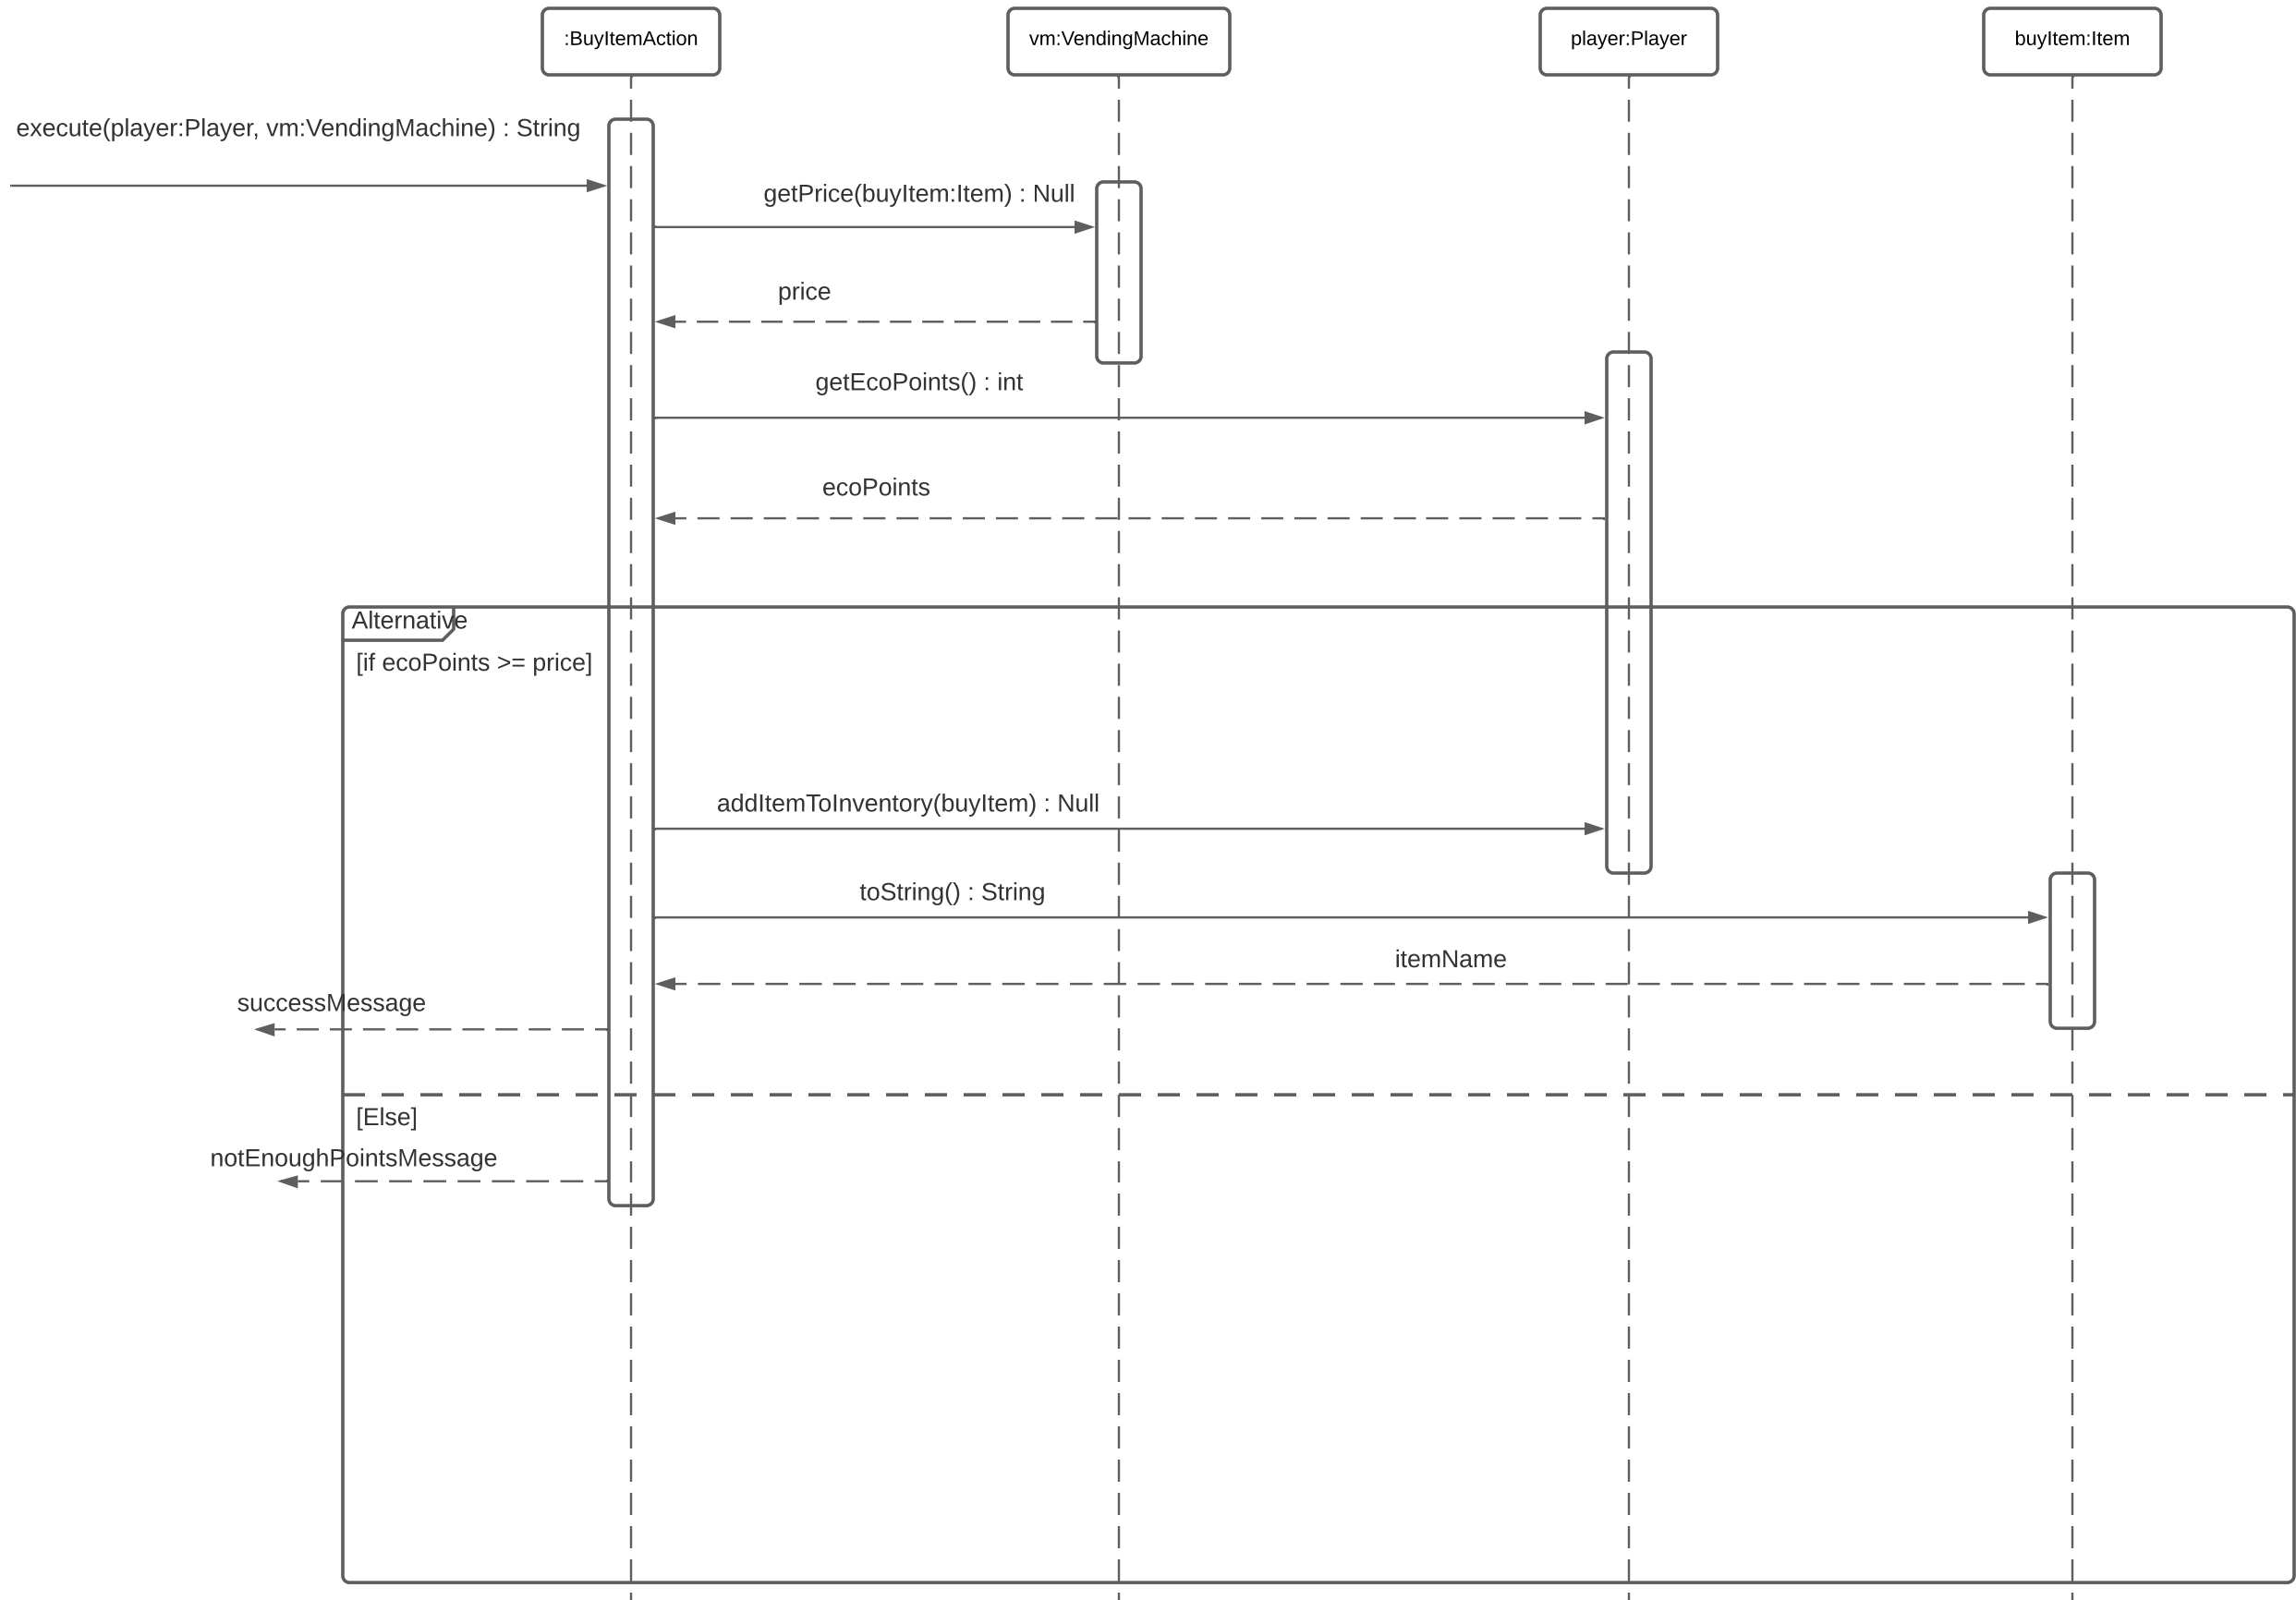 :BuyItemAction
vm:VendingMachine
player:Player
buyItem:Item
execute(player:Player, vm:VendingMachine) : String
getPrice(buyItem:Item) : Null
price
getEcoPoints() : int
ecoPoints
Alternative
[if ecoPoints >= price]
addItemToInventory(buyItem) : Null
toString() : String
itemName
successMessage
[Else]
notEnoughPointsMessage